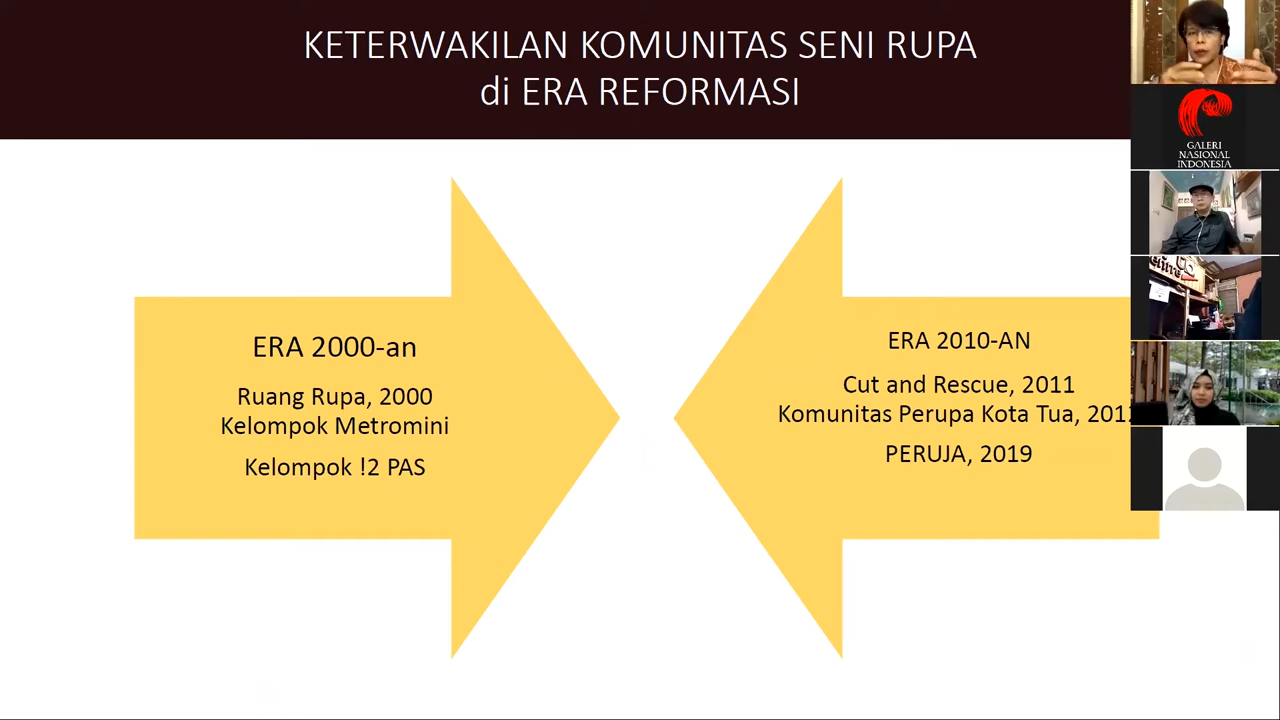 KETERWAKILAN KOMUNITAS SENI RUPA
di ERA REFORMASI
ERA 2000-an
Ruang Rupa, 2000
Kelompok Metromini
Kelompok !2 PAS
ERA 2010-AN
Cut and Rescue, 2011
Komunitas Perupa Kota Tua,
PERUJA, 2019
GALERI
NASIONAL
INDONESIA